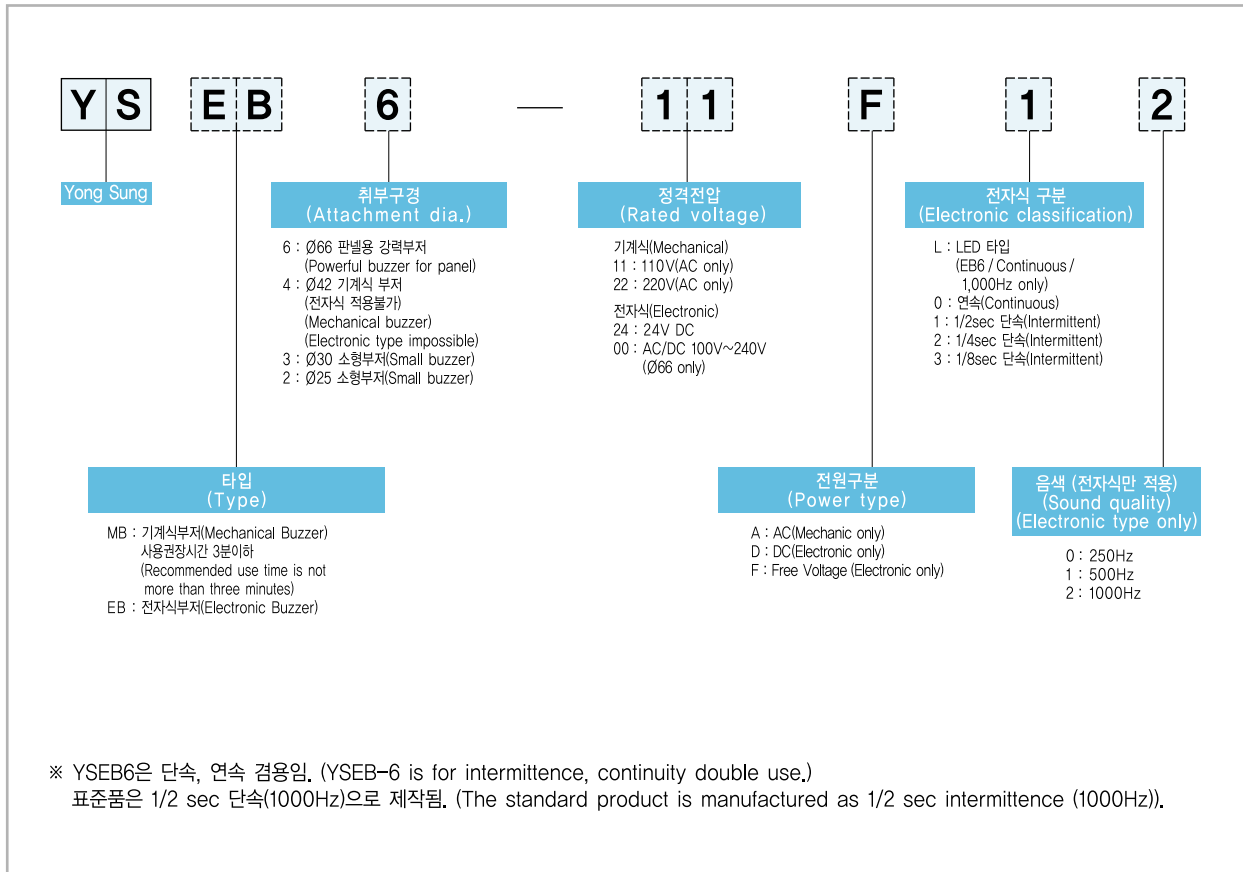 YS EB 6 — 11 F 1 2
Yong Sung
취부구경
(Attachment dia.)
6 : Ø66 판넬용 강력부저
(Powerful buzzer for panel)
4 : Ø42 기계식 부저
(전자식 적용불가)
(Mechanical buzzer)
(Electronic type impossible)
3 : Ø30 소형부저(Small buzzer)
2 : Ø25 소형부저(Small buzzer)
정격전압
(Rated voltage)
기계식(Mechanical)
11 : 110V(AC only)
22 : 220V(AC only)
전자식(Electronic)
24 : 24V DC
00 : AC/DC 100V~240V
(Ø66 only)
전자식 구분
(Electronic classification)
L : LED 타입
(EB6 / Continuous /
1,000Hz only)
0 : 연속(Continuous)
1 : 1/2sec 단속(Intermittent)
2 : 1/4sec 단속(Intermittent)
3 : 1/8sec 단속(Intermittent)
타입
(Type)
MB : 기계식부저(Mechanical Buzzer)
사용권장시간 3분이하
(Recommended use time is not
more than three minutes)
EB : 전자식부저(Electronic Buzzer)
전원구분
(Power type)
A : AC(Mechanic only)
D : DC(Electronic only)
F : Free Voltage (Electronic only)
음색 (전자식만 적용)
(Sound quality)
(Electronic type only)
0 : 250Hz
1 : 500Hz
2 : 1000Hz
※ YSEB6은 단속, 연속 겸용임. (YSEB-6 is for intermittence, continuity double use.)
표준품은 1/2 sec 단속(1000Hz)으로 제작됨. (The standard product is manufactured as 1/2 sec intermittence (1000Hz)).